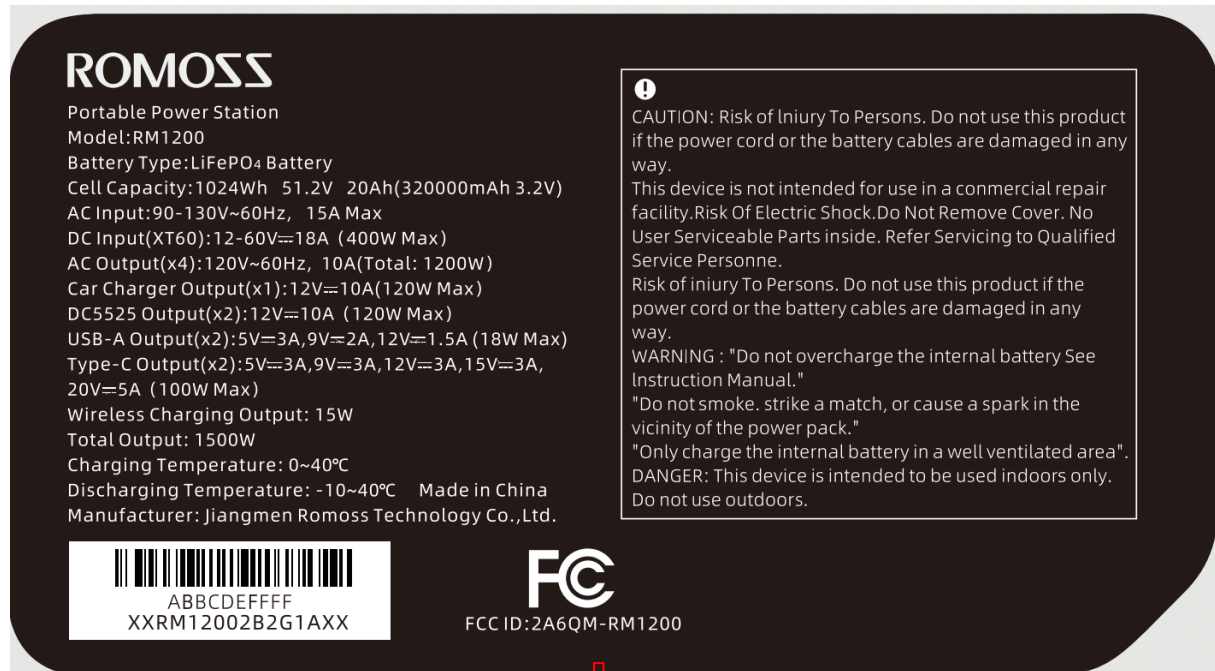 ROMOSS
Portable Power Station
Model:RM1200
Battery Type:LiFePO4 Battery
Cell Capacity:1024Wh 51.2V 20Ah(320000mAh 3.2V)
AC Input:90-130V~60Hz, 15A Max
DC Input(XT60):12-60V⎓18A (400W Max)
AC Output(x4):120V~60Hz, 10A(Total: 1200W)
Car Charger Output(x1):12V⎓10A(120W Max)
DC5525 Output(x2):12V⎓10A (120W Max)
USB-A Output(x2):5V⎓3A,9V⎓2A,12V⎓1.5A (18W Max)
Type-C Output(x2):5V⎓3A,9V⎓3A,12V⎓3A,15V⎓3A,
20V⎓5A (100W Max)
Wireless Charging Output: 15W
Total Output: 1500W
Charging Temperature: 0~40℃
Discharging Temperature: -10~40℃ Made in China
Manufacturer: Jiangmen Romoss Technology Co.,Ltd.
ABBCDEFFFF
XXRM12002B2G1AXX
FC
FCC ID:2A6QM-RM1200
CAUTION: Risk of lniury To Persons. Do not use this product
if the power cord or the battery cables are damaged in any
way.
This device is not intended for use in a conmercial repair
facility.Risk Of Electric Shock.Do Not Remove Cover. No
User Serviceable Parts inside. Refer Servicing to Qualified
Service Personne.
Risk of iniury To Persons. Do not use this product if the
power cord or the battery cables are damaged in any
way.
WARNING : "Do not overcharge the internal battery See
lnstruction Manual."
"Do not smoke. strike a match, or cause a spark in the
vicinity of the power pack."
"Only charge the internal battery in a well ventilated area".
DANGER: This device is intended to be used indoors only.
Do not use outdoors.